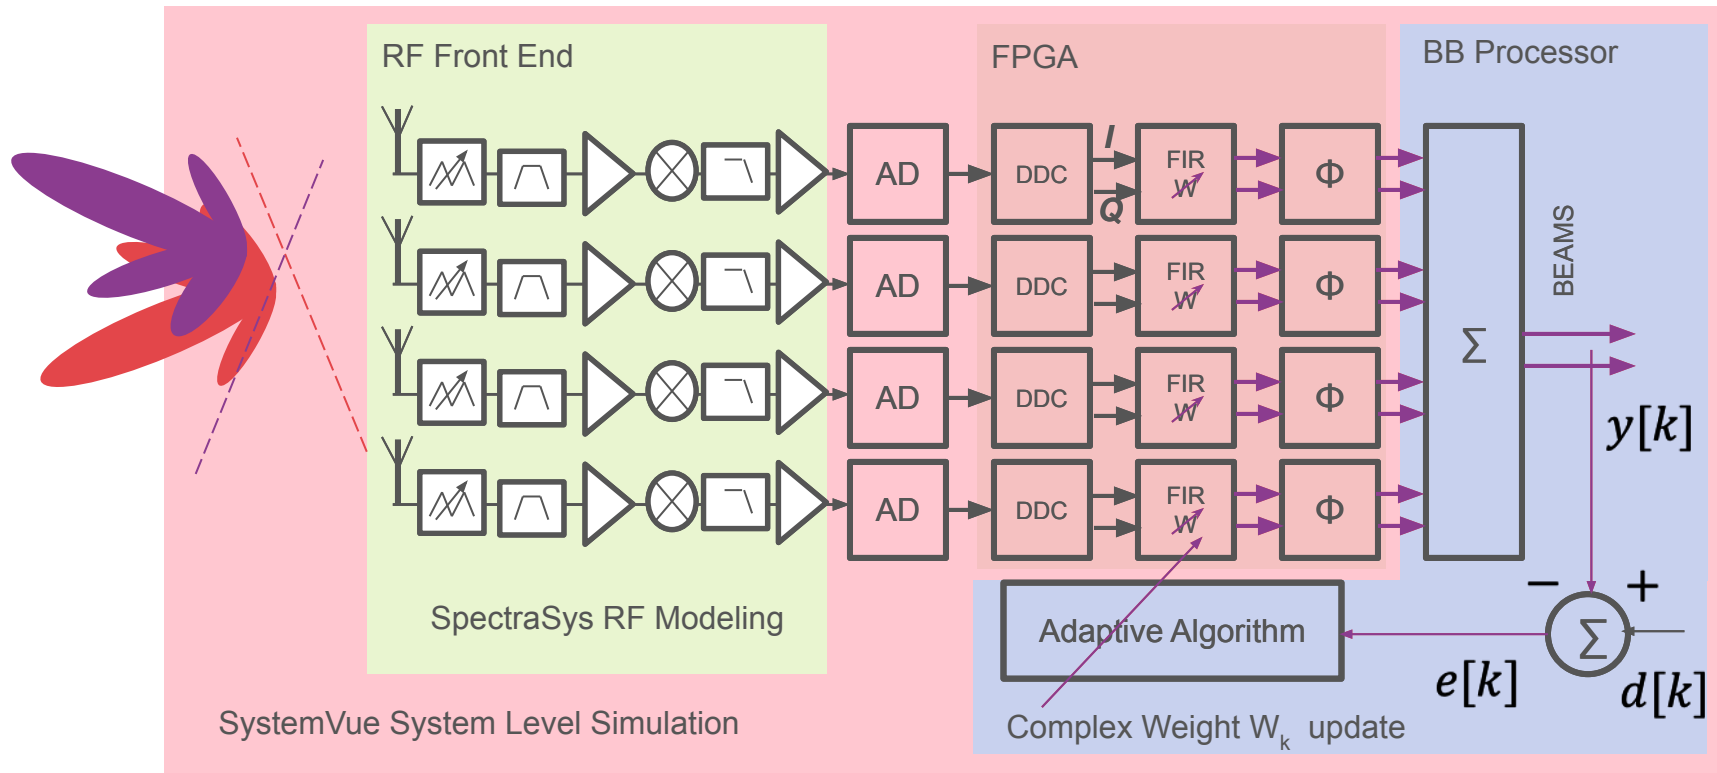 RF Front End
FPGA
BB Processor
AD
DDC
I
Q
FIR
W
Φ
AD
DDC
FIR
W
Φ
AD
DDC
FIR
W
Φ
AD
DDC
FIR
W
Φ
Σ
BEAMS
y[k]
− +
Σ
e[k]
d[k]
Adaptive Algorithm
SpectraSys RF Modeling
SystemVue System Level Simulation
Complex Weight Wk update